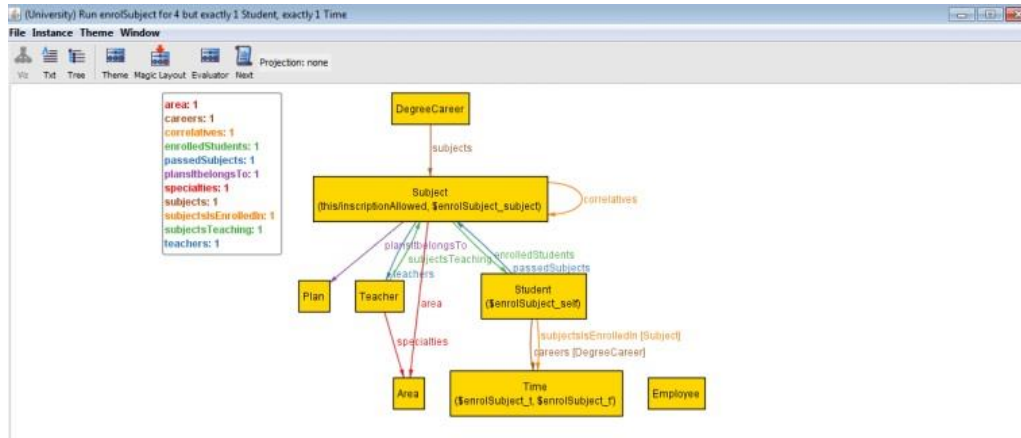 (University) Run enrolSubject for 4 but exactly 1 Student, exactly 1 Time
File Instance Theme Window
Viz Txt Tree Theme Magic Layout Evaluator Next Projection: none
area: 1
careers: 1
correlatives: 1
enrolledStudents: 1
passedSubjects: 1
plansItbelongsTo: 1
specialties: 1
subjects: 1
subjectsIsEnrolledIn: 1
subjectsTeaching: 1
teachers: 1
DegreeCareer
subjects
Subject
(this/inscriptionAllowed, $enrolSubject_subject)
correlatives
plansItbelongsTo
subjectsTeaching
enrolledStudents
teachers
passedSubjects
Plan
Teacher
area
Student
($enrolSubject_self)
specialties
subjectsIsEnrolledIn [Subject]
careers [DegreeCareer]
Area
Time
($enrolSubject_t, $enrolSubject_t')
Employee